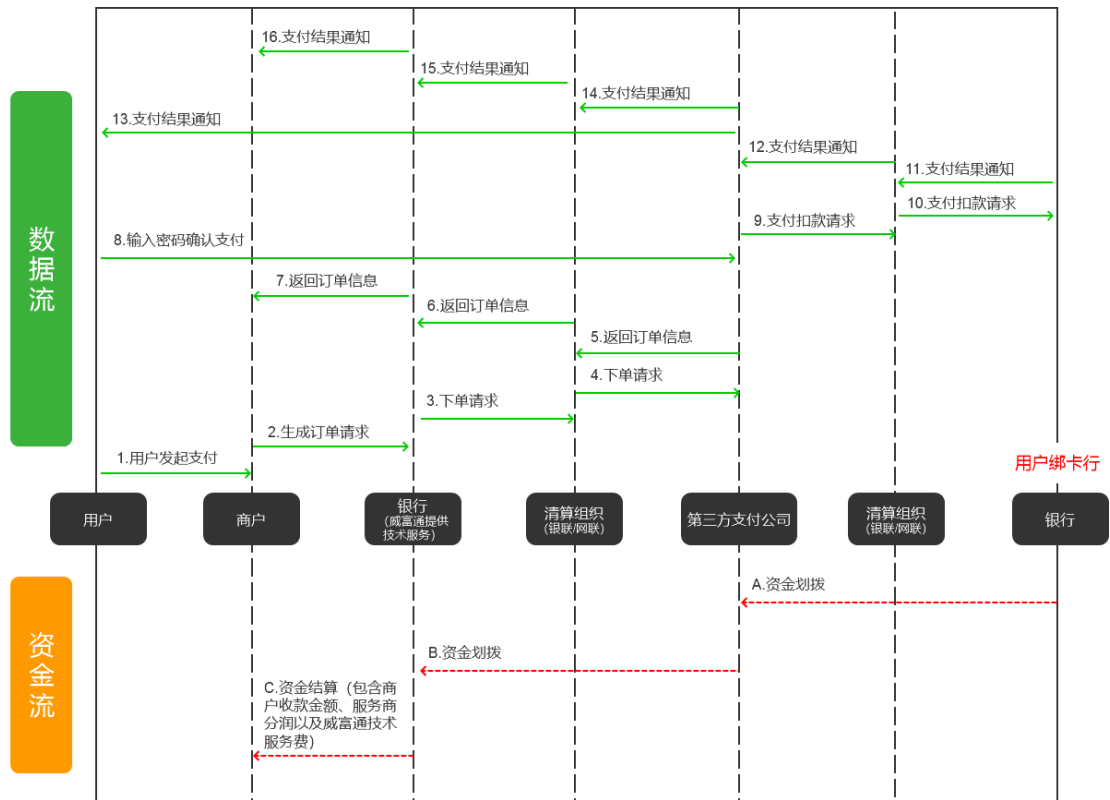 16.支付结果通知
15.支付结果通知
14.支付结果通知
13.支付结果通知
12.支付结果通知
11.支付结果通知
10.支付扣款请求
9.支付扣款请求
8.输入密码确认支付
7.返回订单信息
6.返回订单信息
5.返回订单信息
4.下单请求
3.下单请求
2.生成订单请求
1.用户发起支付
数
据
流
用户绑卡行
用户
商户
银行
(威富通提供
技术服务)
清算组织
(银联/网联)
第三方支付公司
清算组织
(银联/网联)
银行
资
金
流
A.资金划拨
B.资金划拨
C.资金结算（包含商
户收款金额、服务商
分润以及威富通技术
服务费）